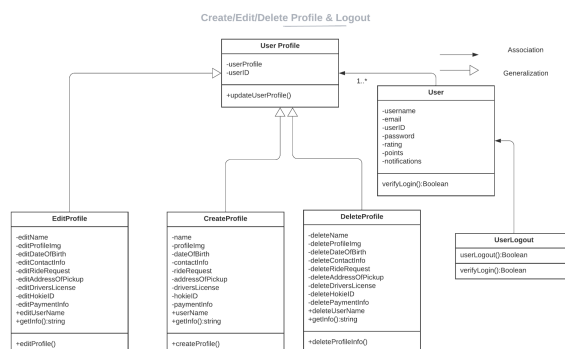 Create/Edit/Delete Profile & Logout
User Profile
-userProfile
-userID
+updateUserProfile()
Association
Generalization
1..*
User
-username
-email
-userID
-password
-rating
-points
-notifications
verifyLogin():Boolean
EditProfile
-editName
-editProfileImg
-editDateOfBirth
-editContactInfo
-editRideRequest
-editAddressOfPickup
-editDriversLicense
-editHokieID
-editPaymentInfo
+editUserName
+getInfo():string
+editProfile()
CreateProfile
-name
-profileImg
-dateOfBirth
-contactInfo
-rideRequest
-addressOfPickup
-driversLicense
-hokieID
-paymentInfo
+userName
+getInfo():string
+createProfile()
DeleteProfile
-deleteName
-deleteProfileImg
-deleteDateOfBirth
-deleteContactInfo
-deleteRideRequest
-deleteAddressOfPickup
-deleteDriversLicense
-deleteHokieID
-deletePaymentInfo
+deleteUserName
+getInfo():string
+deleteProfileInfo()
UserLogout
userLogout():Boolean
verifyLogin():Boolean